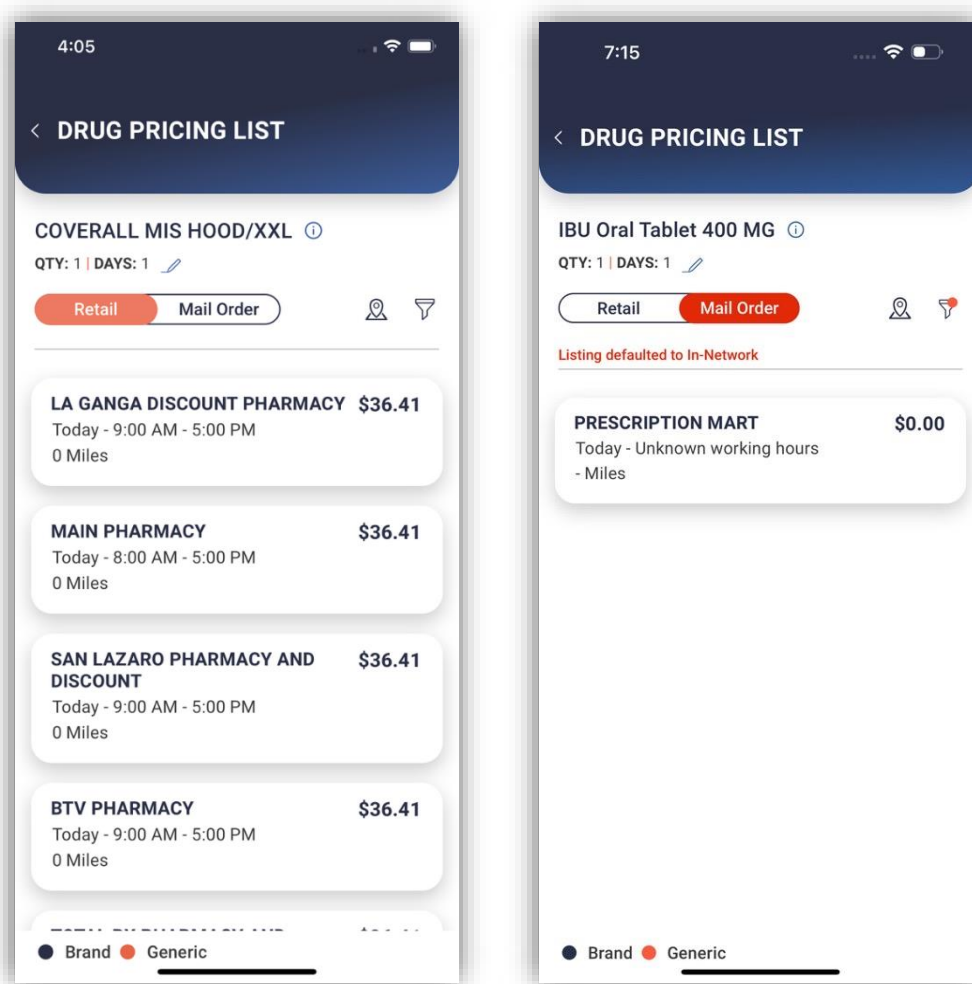 4:05
DRUG PRICING LIST
COVERALL MIS HOOD/XXL
QTY: 1 | DAYS: 1
Retail Mail Order
LA GANGA DISCOUNT PHARMACY $36.41
Today - 9:00 AM - 5:00 PM
0 Miles
MAIN PHARMACY $36.41
Today - 8:00 AM - 5:00 PM
0 Miles
SAN LAZARO PHARMACY AND $36.41
DISCOUNT
Today - 9:00 AM - 5:00 PM
0 Miles
BTV PHARMACY $36.41
Today - 9:00 AM - 5:00 PM
0 Miles
Brand Generic
7:15
DRUG PRICING LIST
IBU Oral Tablet 400 MG
QTY: 1 | DAYS: 1
Retail Mail Order
Listing defaulted to In-Network
PRESCRIPTION MART $0.00
Today - Unknown working hours
- Miles
Brand Generic